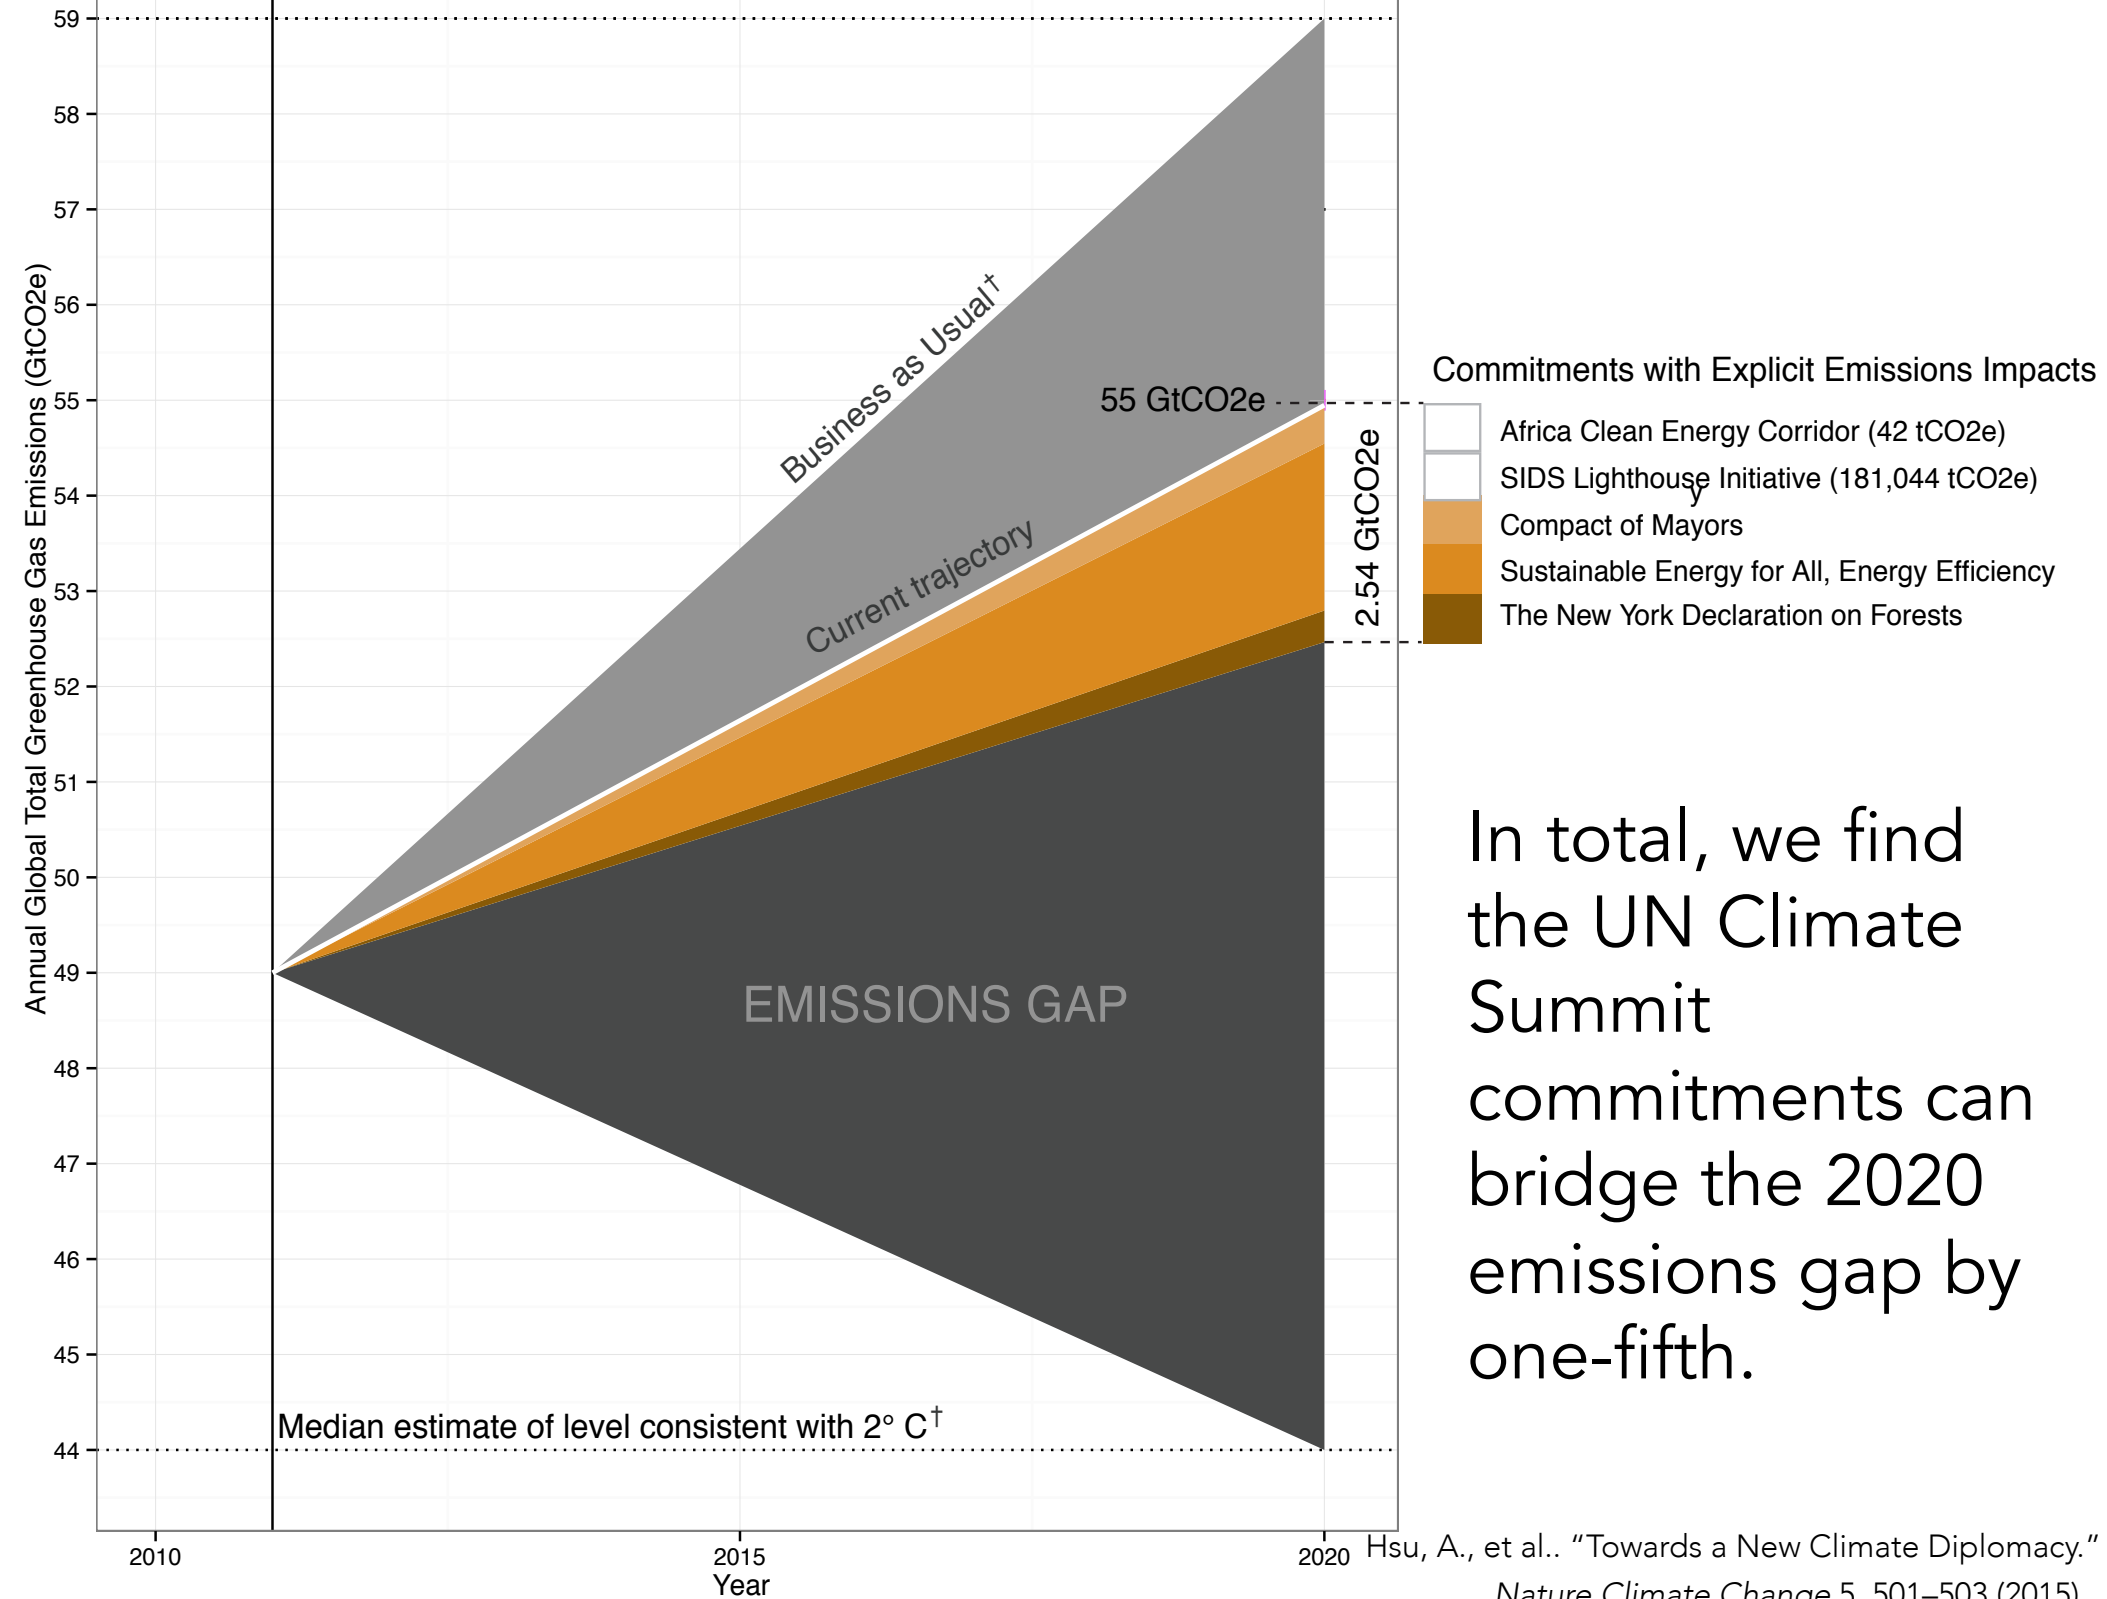 59
58
57
56
55
54
53
52
51
50
49
48
47
46
45
44
Annual Global Total Greenhouse Gas Emissions (GtCO2e)
Business as Usual†
Current trajectory
55 GtCO2e
2.54 GtCO2e
EMISSIONS GAP
Median estimate of level consistent with 2° C†
2010
2015
2020
Year
Commitments with Explicit Emissions Impacts
Africa Clean Energy Corridor (42 tCO2e)
SIDS Lighthouse Initiative (181,044 tCO2e)
y
Compact of Mayors
Sustainable Energy for All, Energy Efficiency
The New York Declaration on Forests
In total, we find
the UN Climate
Summit
commitments can
bridge the 2020
emissions gap by
one-fifth.
Hsu, A., et al.. “Towards a New Climate Diplomacy.”
Nature Climate Change 5, 501–503 (2015)